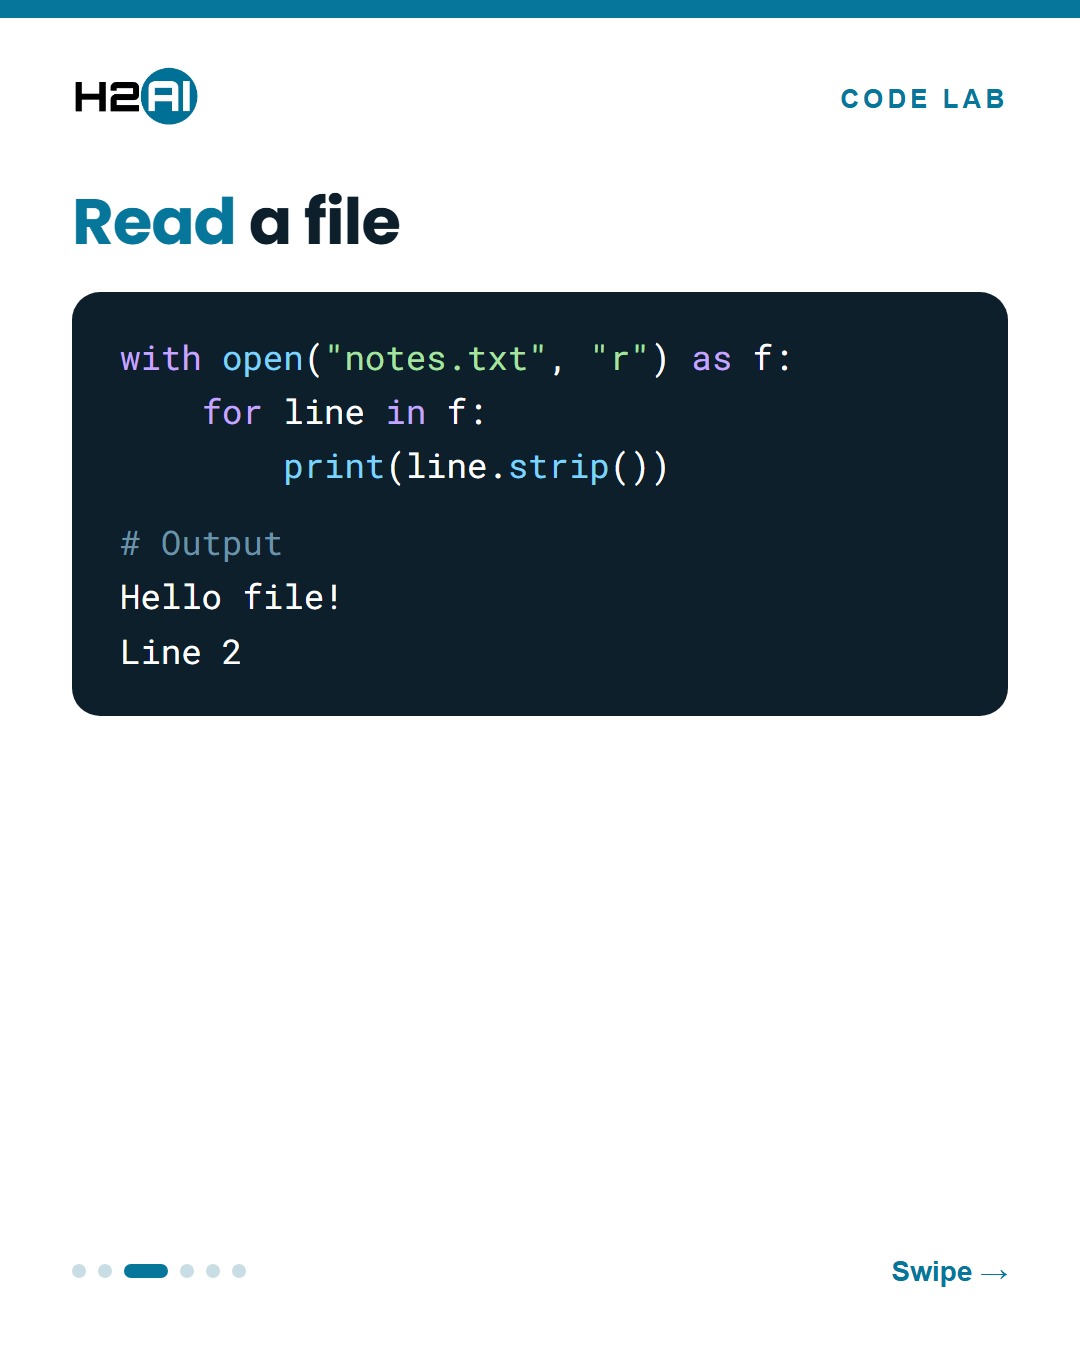 H2AI
CODE LAB
Read a file
with open("notes.txt", "r") as f:
    for line in f:
        print(line.strip())
# Output
Hello file!
Line 2
Swipe →